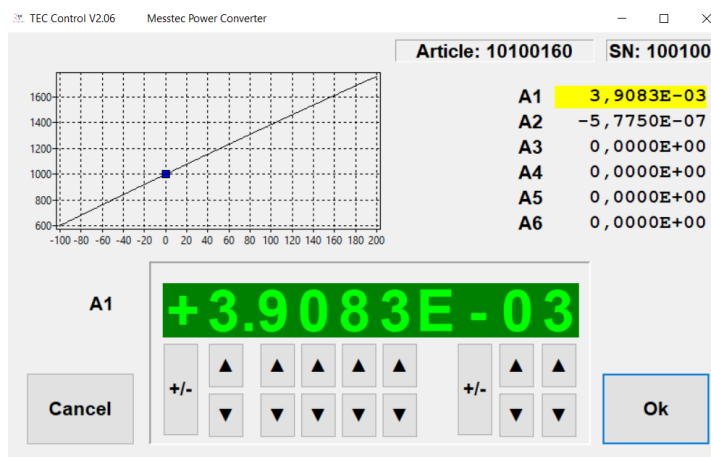 TEC Control V2.06 Messtec Power Converter
Article: 10100160 SN: 100100
1600
1400
1200
1000
800
600
-100 -80 -60 -40 -20 0 20 40 60 80 100 120 140 160 180 200
A1 3,9083E-03
A2 -5,7750E-07
A3 0,0000E+00
A4 0,0000E+00
A5 0,0000E+00
A6 0,0000E+00
A1 +3.9083E-03
+/- ▲ ▲ ▲ ▲ ▲ +/- ▲ ▲
▼ ▼ ▼ ▼ ▼ ▼ ▼
Cancel Ok